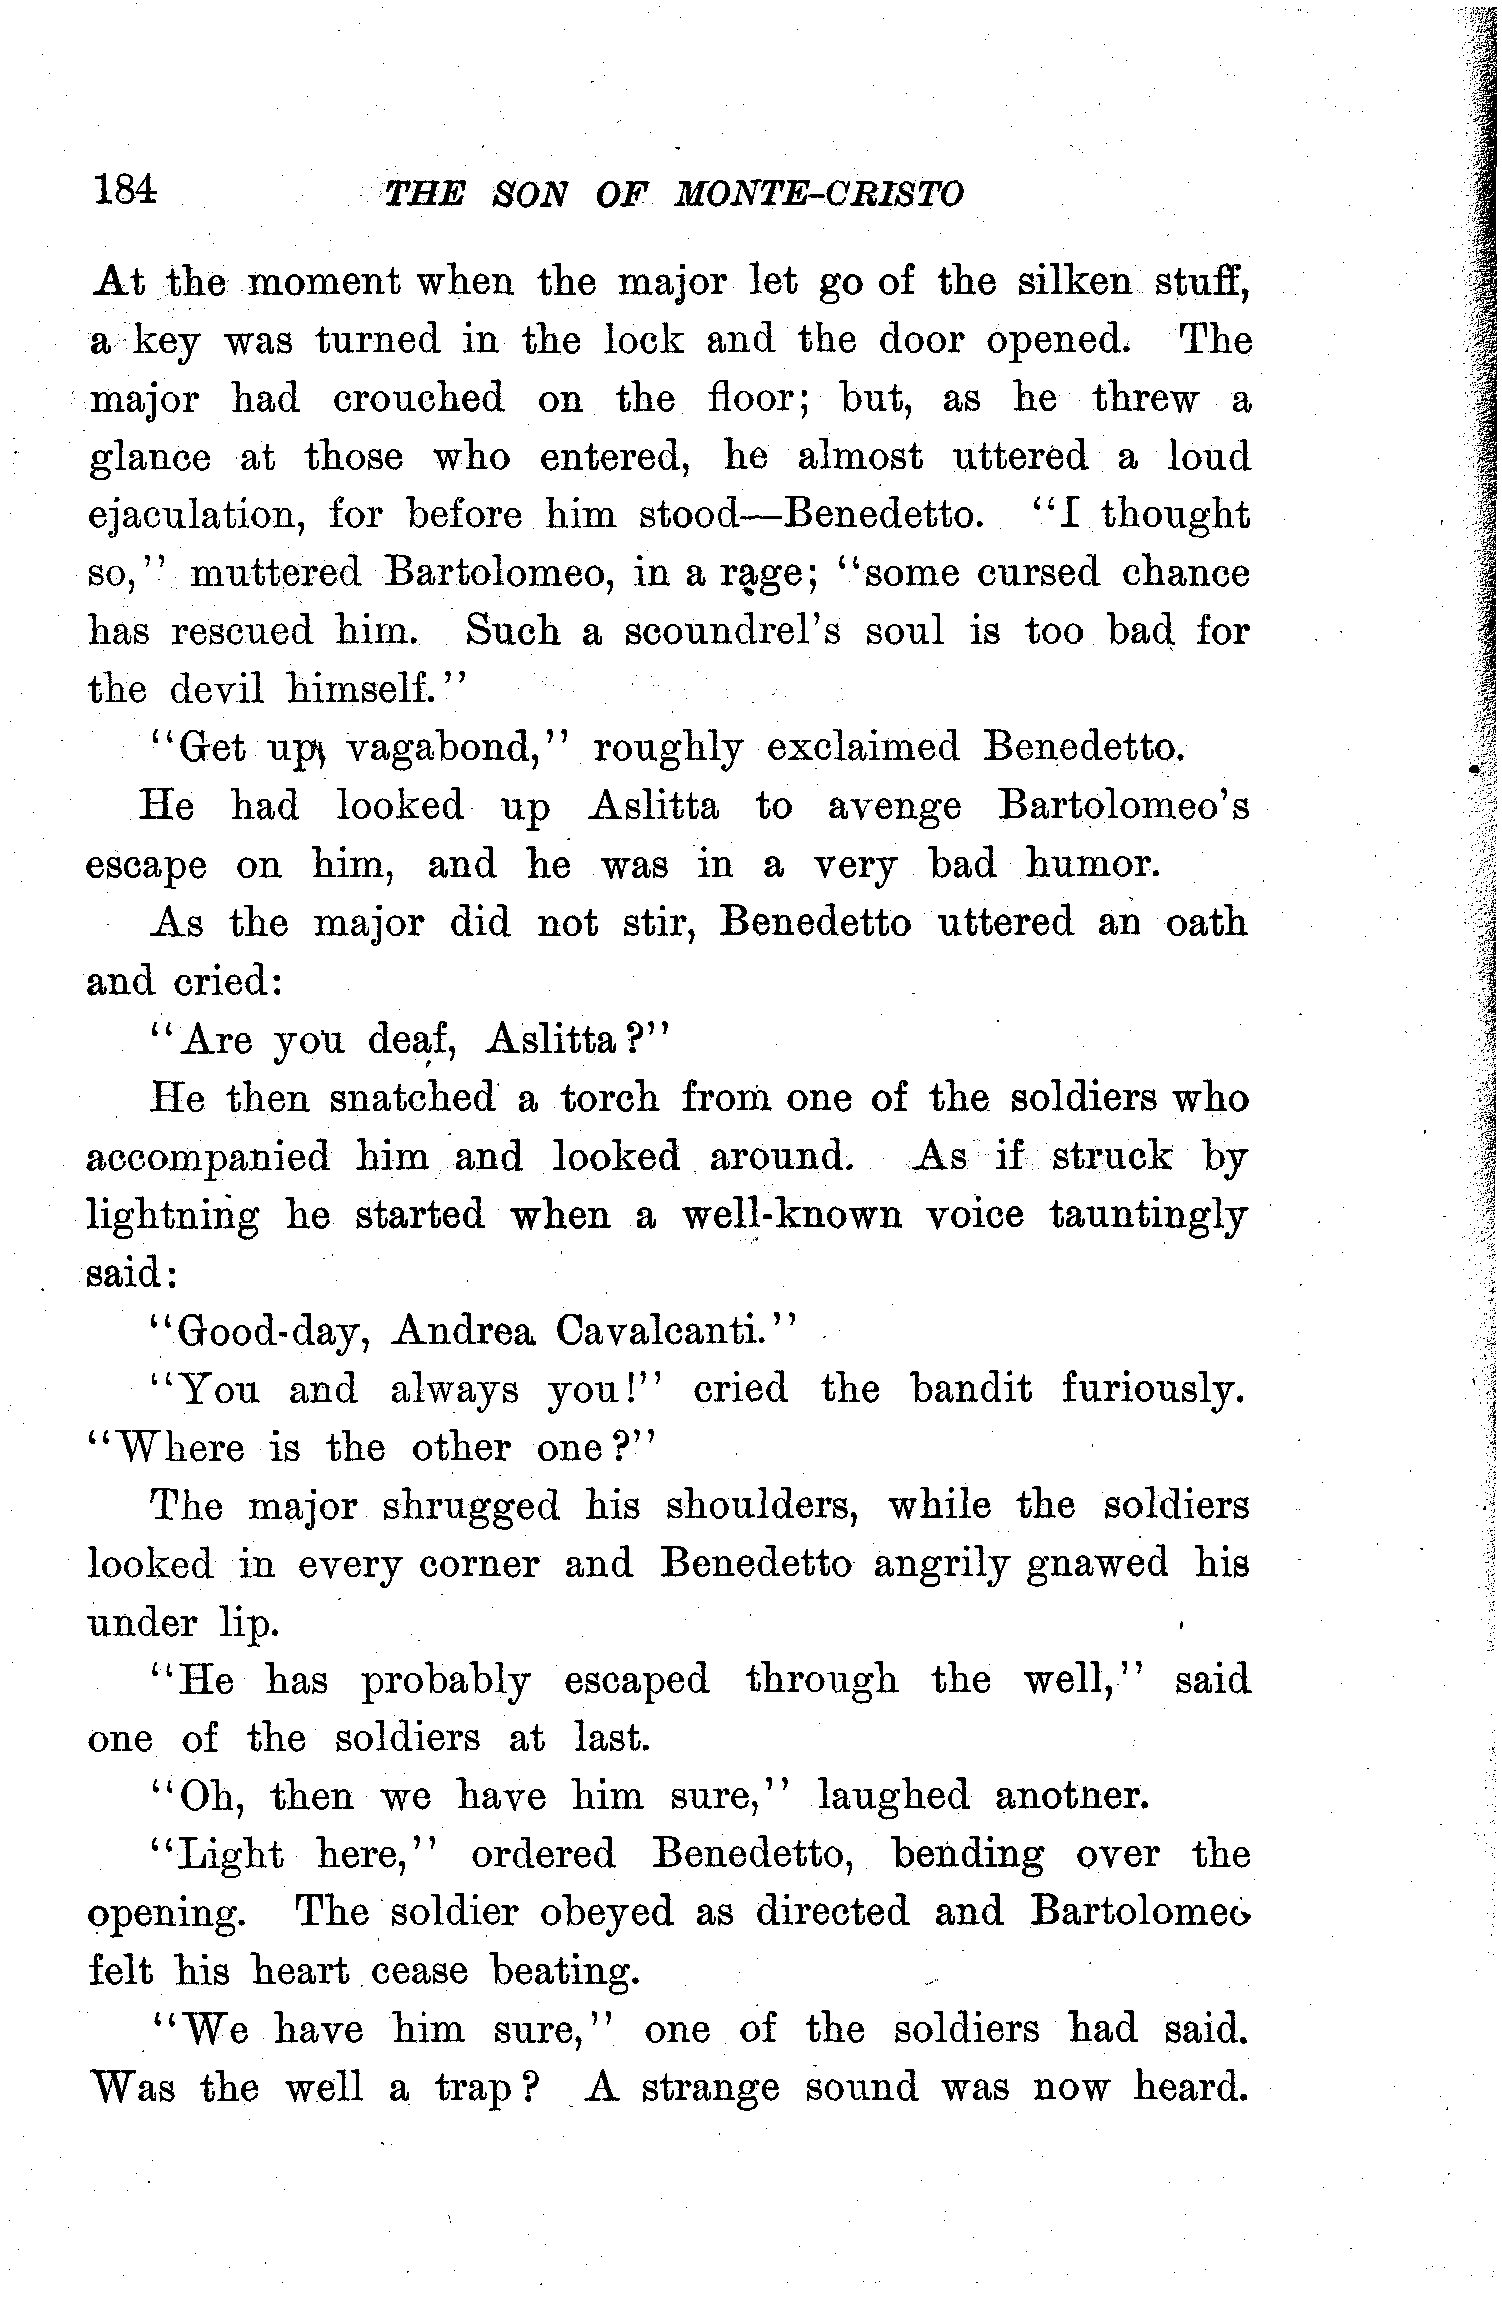 184 THE SON OF MONTE-CRISTO
At the moment when the major let go of the silken stuff,
a key was turned in the lock and the door opened. The
major had crouched on the floor; but, as he threw a
glance at those who entered, he almost uttered a loud
ejaculation, for before him stood—Benedetto. "I thought
so," muttered Bartolomeo, in a rage; "some cursed chance
has rescued him. Such a scoundrel's soul is too bad for
the devil himself."
"Get up, vagabond," roughly exclaimed Benedetto.
He had looked up Aslitta to avenge Bartolomeo's
escape on him, and he was in a very bad humor.
As the major did not stir, Benedetto uttered an oath
and cried:
"Are you deaf, Aslitta?"
He then snatched a torch from one of the soldiers who
accompanied him and looked around. As if struck by
lightning he started when a well-known voice tauntingly
said:
"Good-day, Andrea Cavalcanti."
"You and always you!" cried the bandit furiously.
"Where is the other one?"
The major shrugged his shoulders, while the soldiers
looked in every corner and Benedetto angrily gnawed his
under lip.
"He has probably escaped through the well," said
one of the soldiers at last.
"Oh, then we have him sure," laughed another.
"Light here," ordered Benedetto, bending over the
opening. The soldier obeyed as directed and Bartolomeo
felt his heart cease beating.
"We have him sure," one of the soldiers had said.
Was the well a trap? A strange sound was now heard.